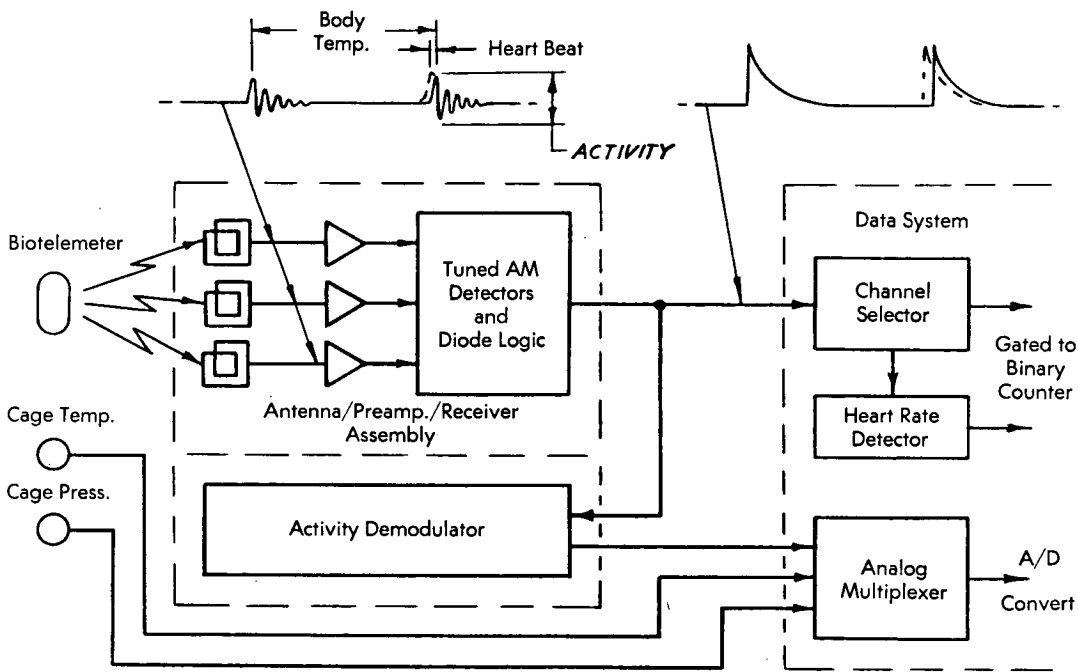 Body
Temp.
Heart Beat
ACTIVITY
Biotelemeter
Tuned AM
Detectors
and
Diode Logic
Antenna/Preamp./Receiver
Assembly
Data System
Channel
Selector
Gated to
Binary
Counter
Heart Rate
Detector
Cage Temp.
Cage Press.
Activity Demodulator
Analog
Multiplexer
A/D
Convert